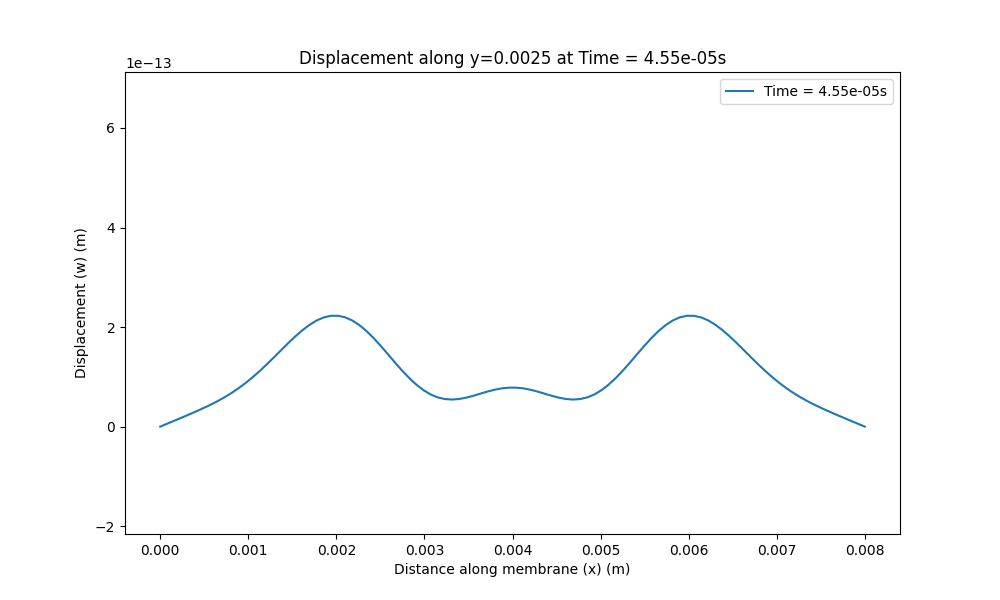 Displacement along y=0.0025 at Time = 4.55e-05s
1e−13
Time = 4.55e-05s
6
4
2
0
−2
Displacement (w) (m)
0.000 0.001 0.002 0.003 0.004 0.005 0.006 0.007 0.008
Distance along membrane (x) (m)